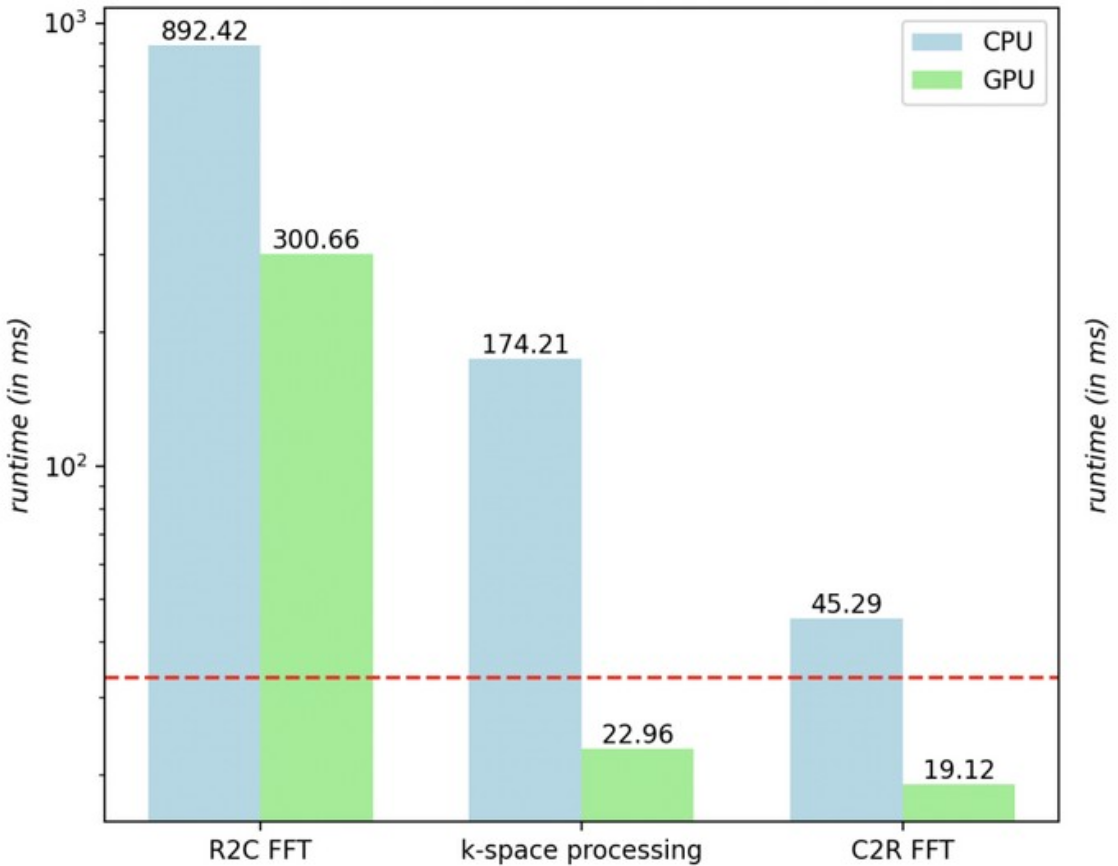 10³
892.42
CPU
GPU
300.66
runtime (in ms)
174.21
runtime (in ms)
10²
45.29
22.96
19.12
R2C FFT
k-space processing
C2R FFT